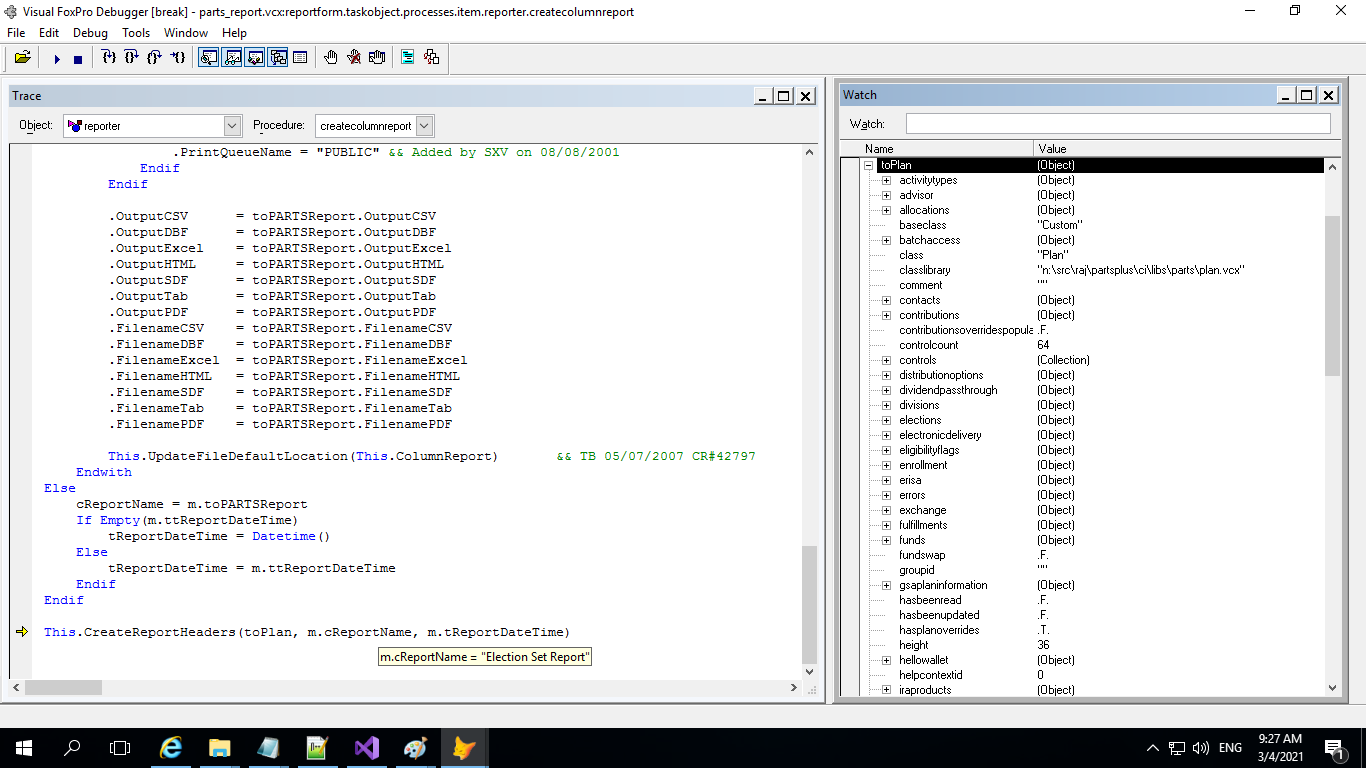 Visual FoxPro Debugger [break] - parts_report.vcx:reportform.taskobject.processes.item.reporter.createcolumnreport
File Edit Debug Tools Window Help
Trace
Object: reporter Procedure: createcolumnreport
.PrintQueueName = "PUBLIC" && Added by SXV on 08/08/2001
Endif
Endif
.OutputCSV = toPARTSReport.OutputCSV
.OutputDBF = toPARTSReport.OutputDBF
.OutputExcel = toPARTSReport.OutputExcel
.OutputHTML = toPARTSReport.OutputHTML
.OutputSDF = toPARTSReport.OutputSDF
.OutputTab = toPARTSReport.OutputTab
.OutputPDF = toPARTSReport.OutputPDF
.FilenameCSV = toPARTSReport.FilenameCSV
.FilenameDBF = toPARTSReport.FilenameDBF
.FilenameExcel = toPARTSReport.FilenameExcel
.FilenameHTML = toPARTSReport.FilenameHTML
.FilenameSDF = toPARTSReport.FilenameSDF
.FilenameTab = toPARTSReport.FilenameTab
.FilenamePDF = toPARTSReport.FilenamePDF
This.UpdateFileDefaultLocation(This.ColumnReport) && TB 05/07/2007 CR#42797
Endwith
Else
cReportName = m.toPARTSReport
If Empty(m.ttReportDateTime)
tReportDateTime = Datetime()
Else
tReportDateTime = m.ttReportDateTime
Endif
Endif
This.CreateReportHeaders(toPlan, m.cReportName, m.tReportDateTime)
m.cReportName = "Election Set Report"
Watch
Watch:
Name Value
toPlan (Object)
activitytypes (Object)
advisor (Object)
allocations (Object)
baseclass "Custom"
batchaccess (Object)
class "Plan"
classlibrary "n:\src\raj\partsplus\ci\libs\parts\plan.vcx"
comment ""
contacts (Object)
contributions (Object)
contributionsoverridespopula .F.
controlcount 64
controls (Collection)
distributionoptions (Object)
dividendpassthrough (Object)
divisions (Object)
elections (Object)
electronicdelivery (Object)
eligibilityflags (Object)
enrollment (Object)
erisa (Object)
errors (Object)
exchange (Object)
fulfillments (Object)
funds (Object)
fundswap .F.
groupid ""
gsaplaninformation (Object)
hasbeenread .F.
hasbeenupdated .F.
hasplanoverrides .T.
height 36
hellowallet (Object)
helpcontextid 0
iraproducts (Object)
ENG
9:27 AM
3/4/2021
1